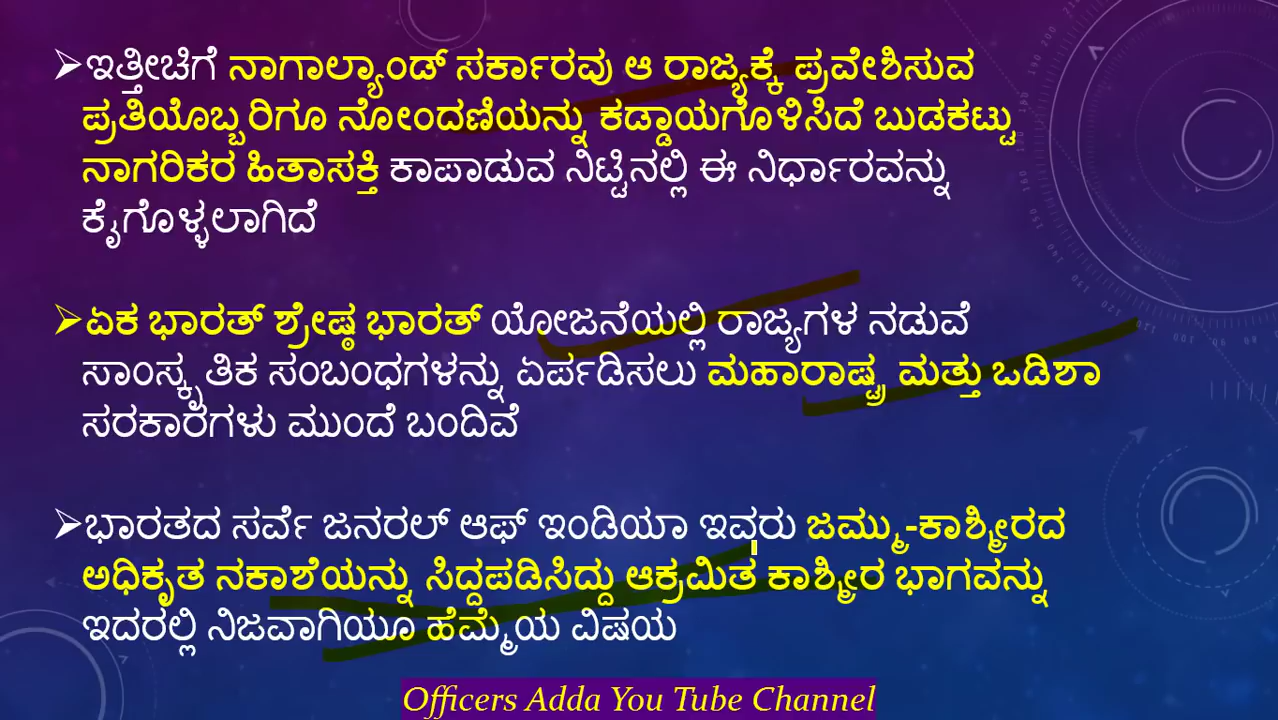 ➢ಇತ್ತೀಚೆಗೆ ನಾಗಾಲ್ಯಾಂಡ್ ಸರ್ಕಾರವು ಆ ರಾಜ್ಯಕ್ಕೆ ಪ್ರವೇಶಿಸುವ
ಪ್ರತಿಯೊಬ್ಬರಿಗೂ ನೋಂದಣಿಯನ್ನು ಕಡ್ಡಾಯಗೊಳಿಸಿದೆ ಬುಡಕಟ್ಟು
ನಾಗರಿಕರ ಹಿತಾಸಕ್ತಿ ಕಾಪಾಡುವ ನಿಟ್ಟಿನಲ್ಲಿ ಈ ನಿರ್ಧಾರವನ್ನು
ಕೈಗೊಳ್ಳಲಾಗಿದೆ
➢ಏಕ ಭಾರತ್ ಶ್ರೇಷ್ಠ ಭಾರತ್ ಯೋಜನೆಯಲ್ಲಿ ರಾಜ್ಯಗಳ ನಡುವೆ
ಸಾಂಸ್ಕೃತಿಕ ಸಂಬಂಧಗಳನ್ನು ಏರ್ಪಡಿಸಲು ಮಹಾರಾಷ್ಟ್ರ ಮತ್ತು ಒಡಿಶಾ
ಸರಕಾರಗಳು ಮುಂದೆ ಬಂದಿವೆ
➢ಭಾರತದ ಸರ್ವೆ ಜನರಲ್ ಆಫ್ ಇಂಡಿಯಾ ಇವರು ಜಮ್ಮು-ಕಾಶ್ಮೀರದ
ಅಧಿಕೃತ ನಕಾಶೆಯನ್ನು ಸಿದ್ದಪಡಿಸಿದ್ದು ಆಕ್ರಮಿತ ಕಾಶ್ಮೀರ ಭಾಗವನ್ನು
ಇದರಲ್ಲಿ ನಿಜವಾಗಿಯೂ ಹೆಮ್ಮೆಯ ವಿಷಯ
Officers Adda You Tube Channel